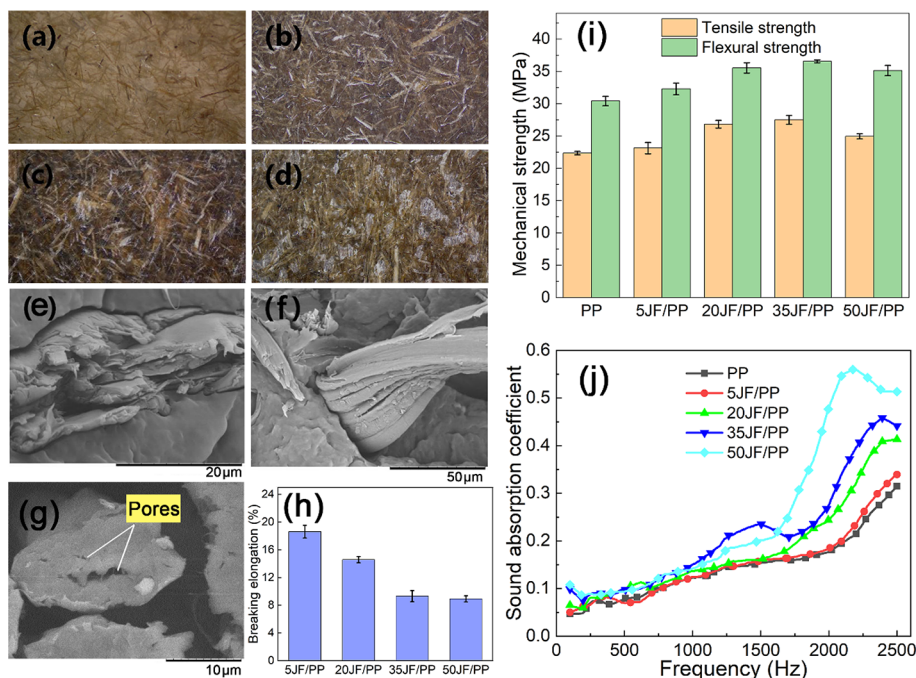 (a)
(b)
(c)
(d)
(e)
20μm
(f)
50μm
(g)
Pores
10μm
(h)
Breaking elongation (%)
24
20
16
12
8
4
0
5JF/PP 20JF/PP 35JF/PP 50JF/PP
(i)
Tensile strength
Flexural strength
Mechanical strength (MPa)
45
40
35
30
25
20
15
10
5
0
PP 5JF/PP 20JF/PP 35JF/PP 50JF/PP
(j)
PP
5JF/PP
20JF/PP
35JF/PP
50JF/PP
Sound absorption coefficient
0.6
0.5
0.4
0.3
0.2
0.1
0.0
0 500 1000 1500 2000 2500
Frequency (Hz)